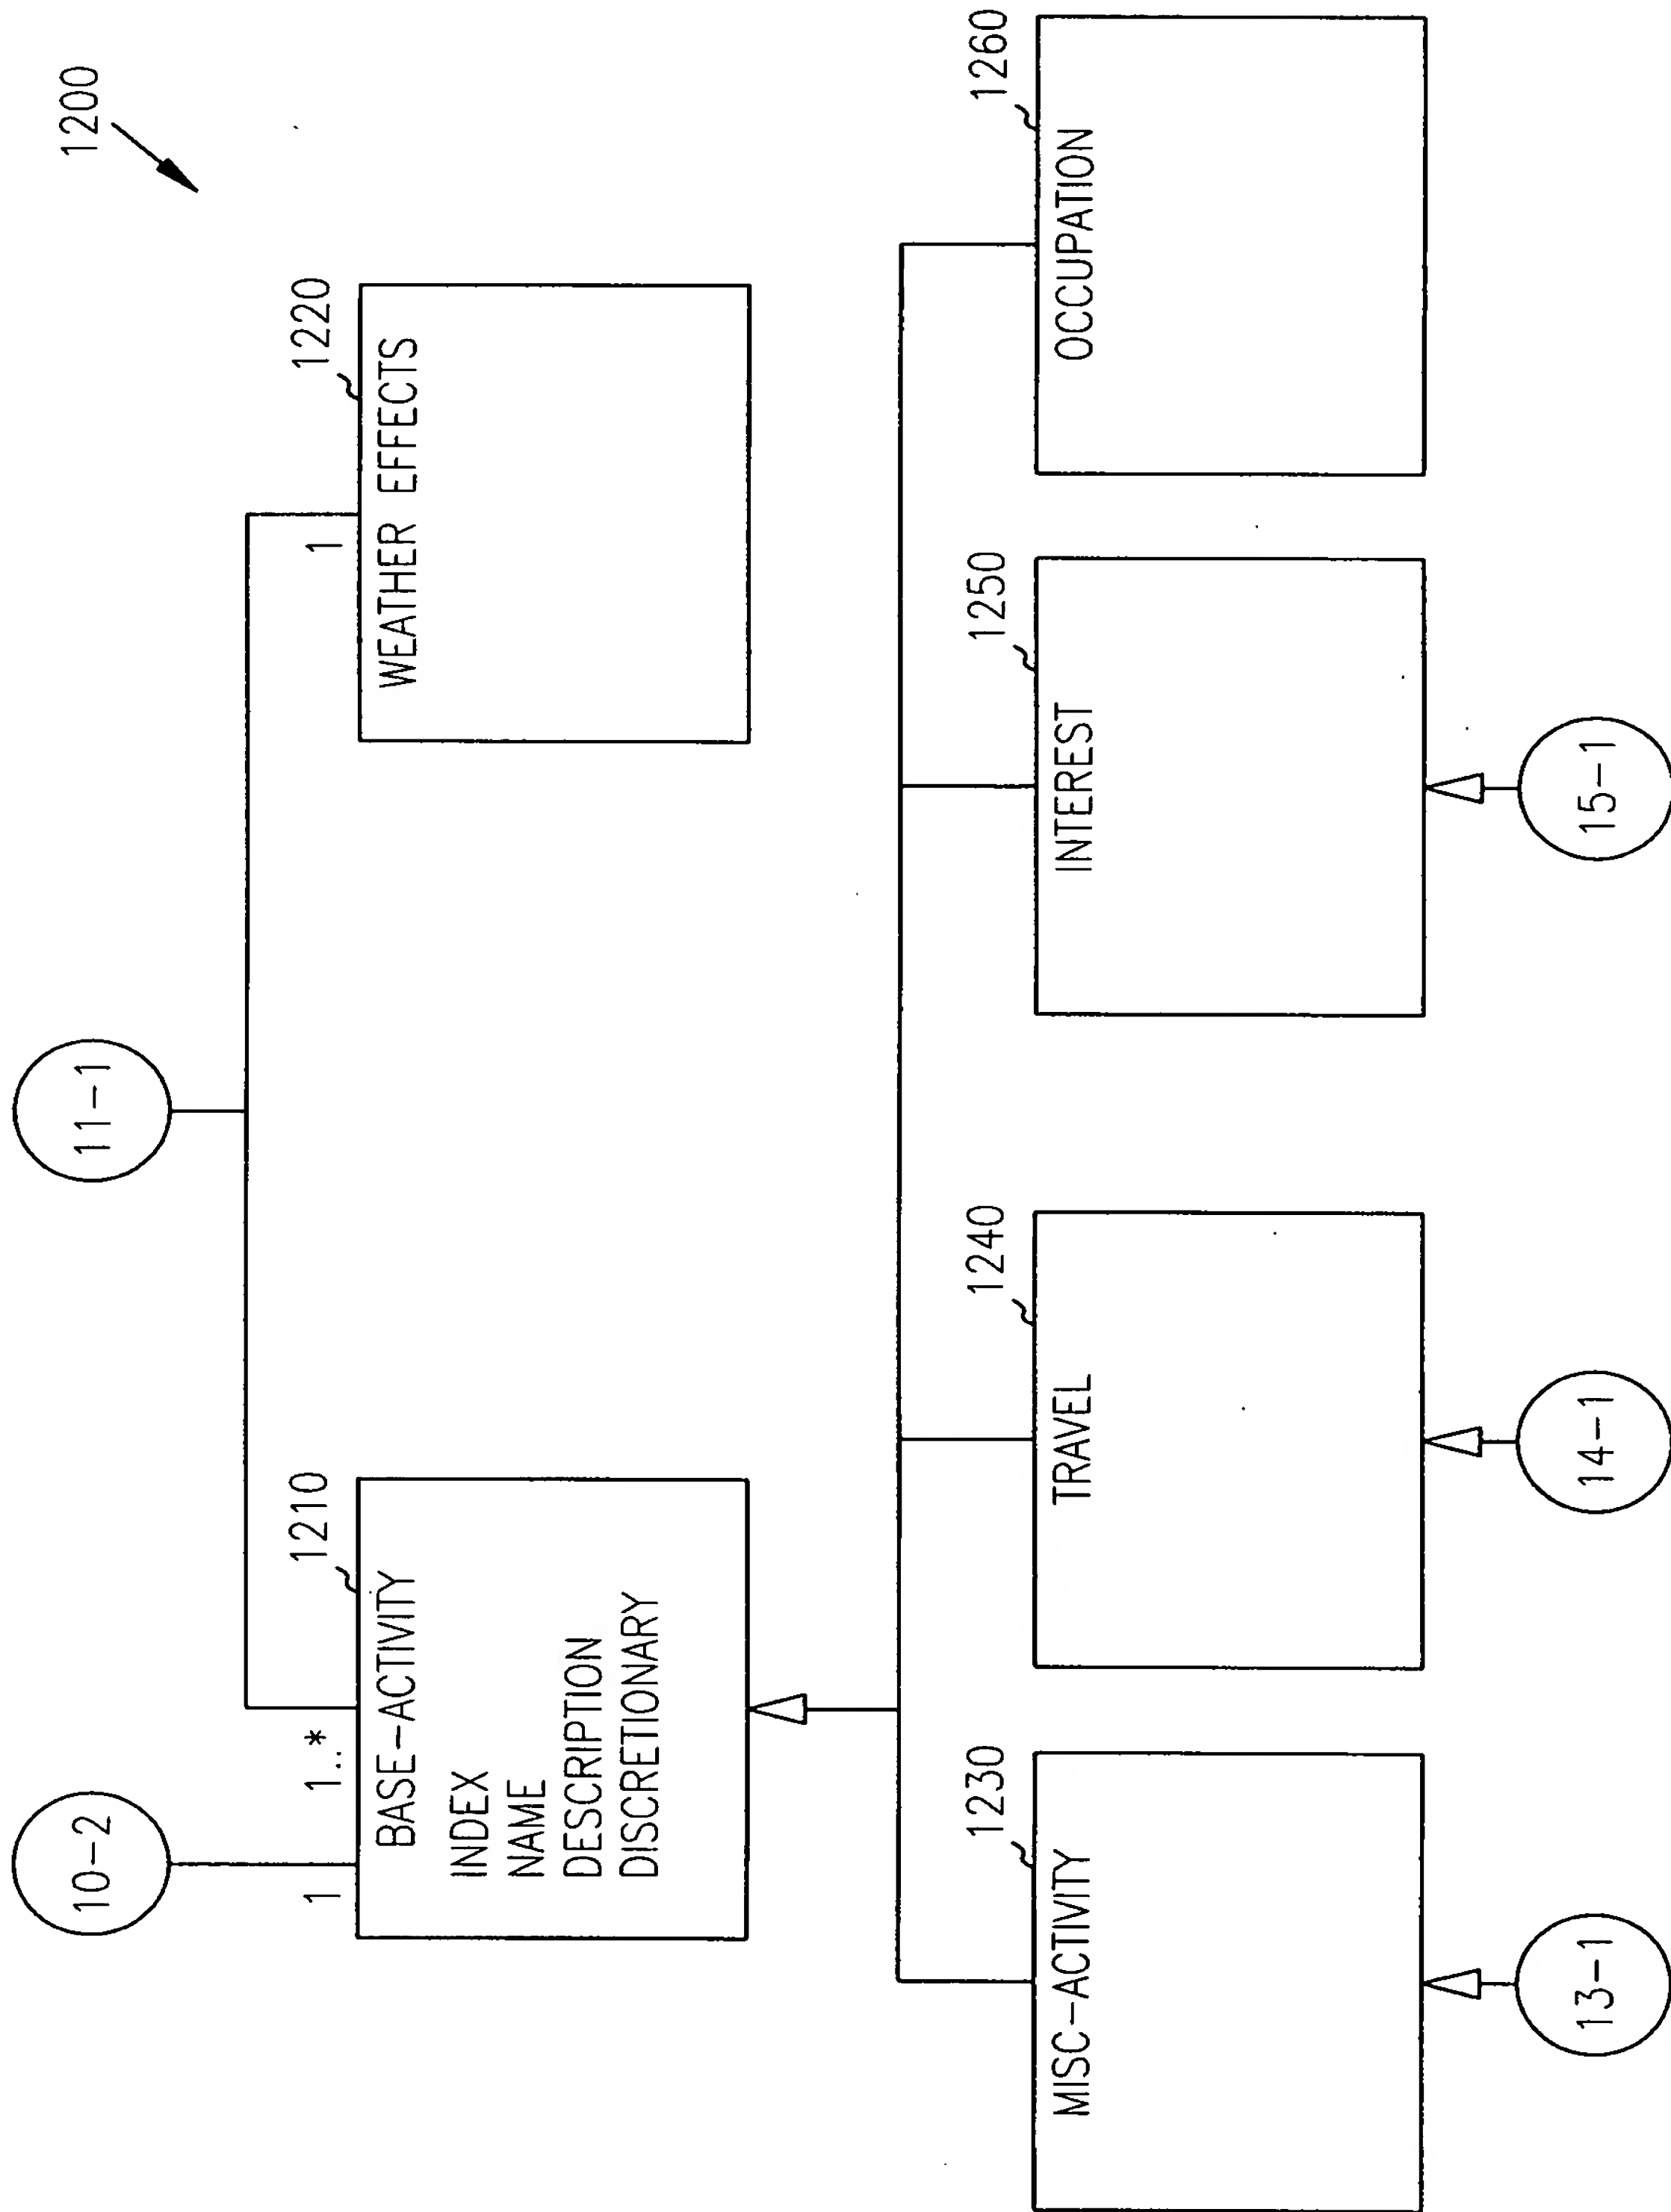 1200
11-1
10-2
1
1..*
1210
BASE-ACTIVITY
INDEX
NAME
DESCRIPTION
DISCRETIONARY
1
1220
WEATHER EFFECTS
1230
MISC-ACTIVITY
1240
TRAVEL
1250
INTEREST
1260
OCCUPATION
13-1
14-1
15-1